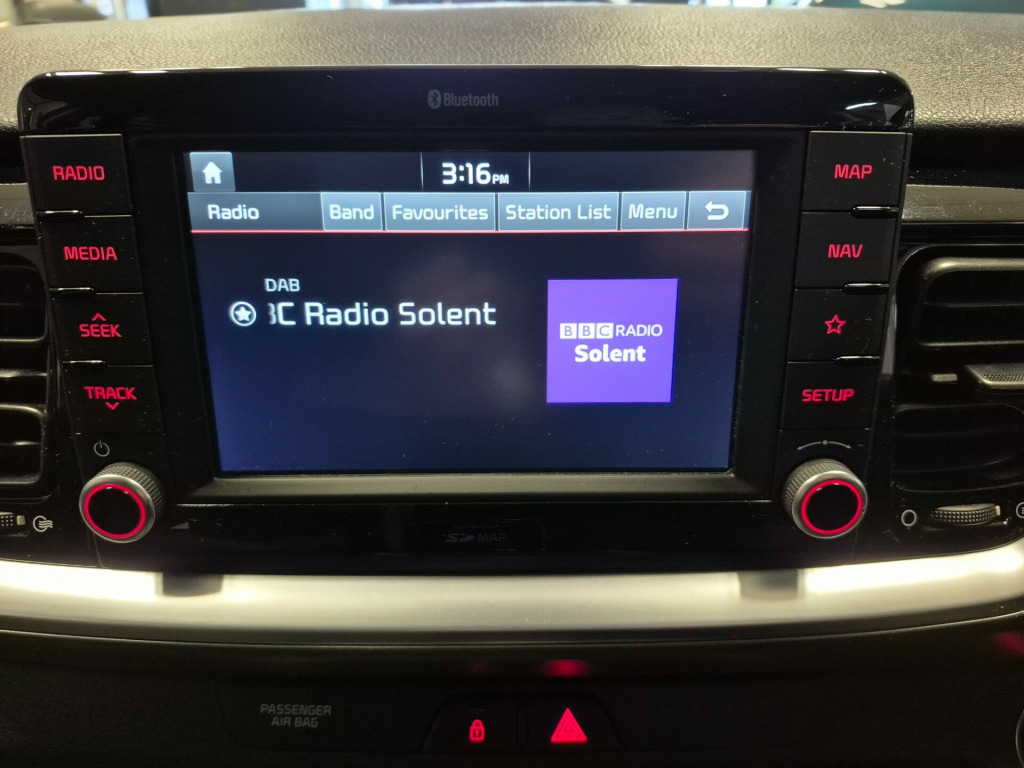 Bluetooth
RADIO
MEDIA
SEEK
TRACK
3:16PM
Radio
Band
Favourites
Station List
Menu
DAB
C Radio Solent
BBC RADIO
Solent
MAP
NAV
SETUP
SD MAP
PASSENGER
AIR BAG